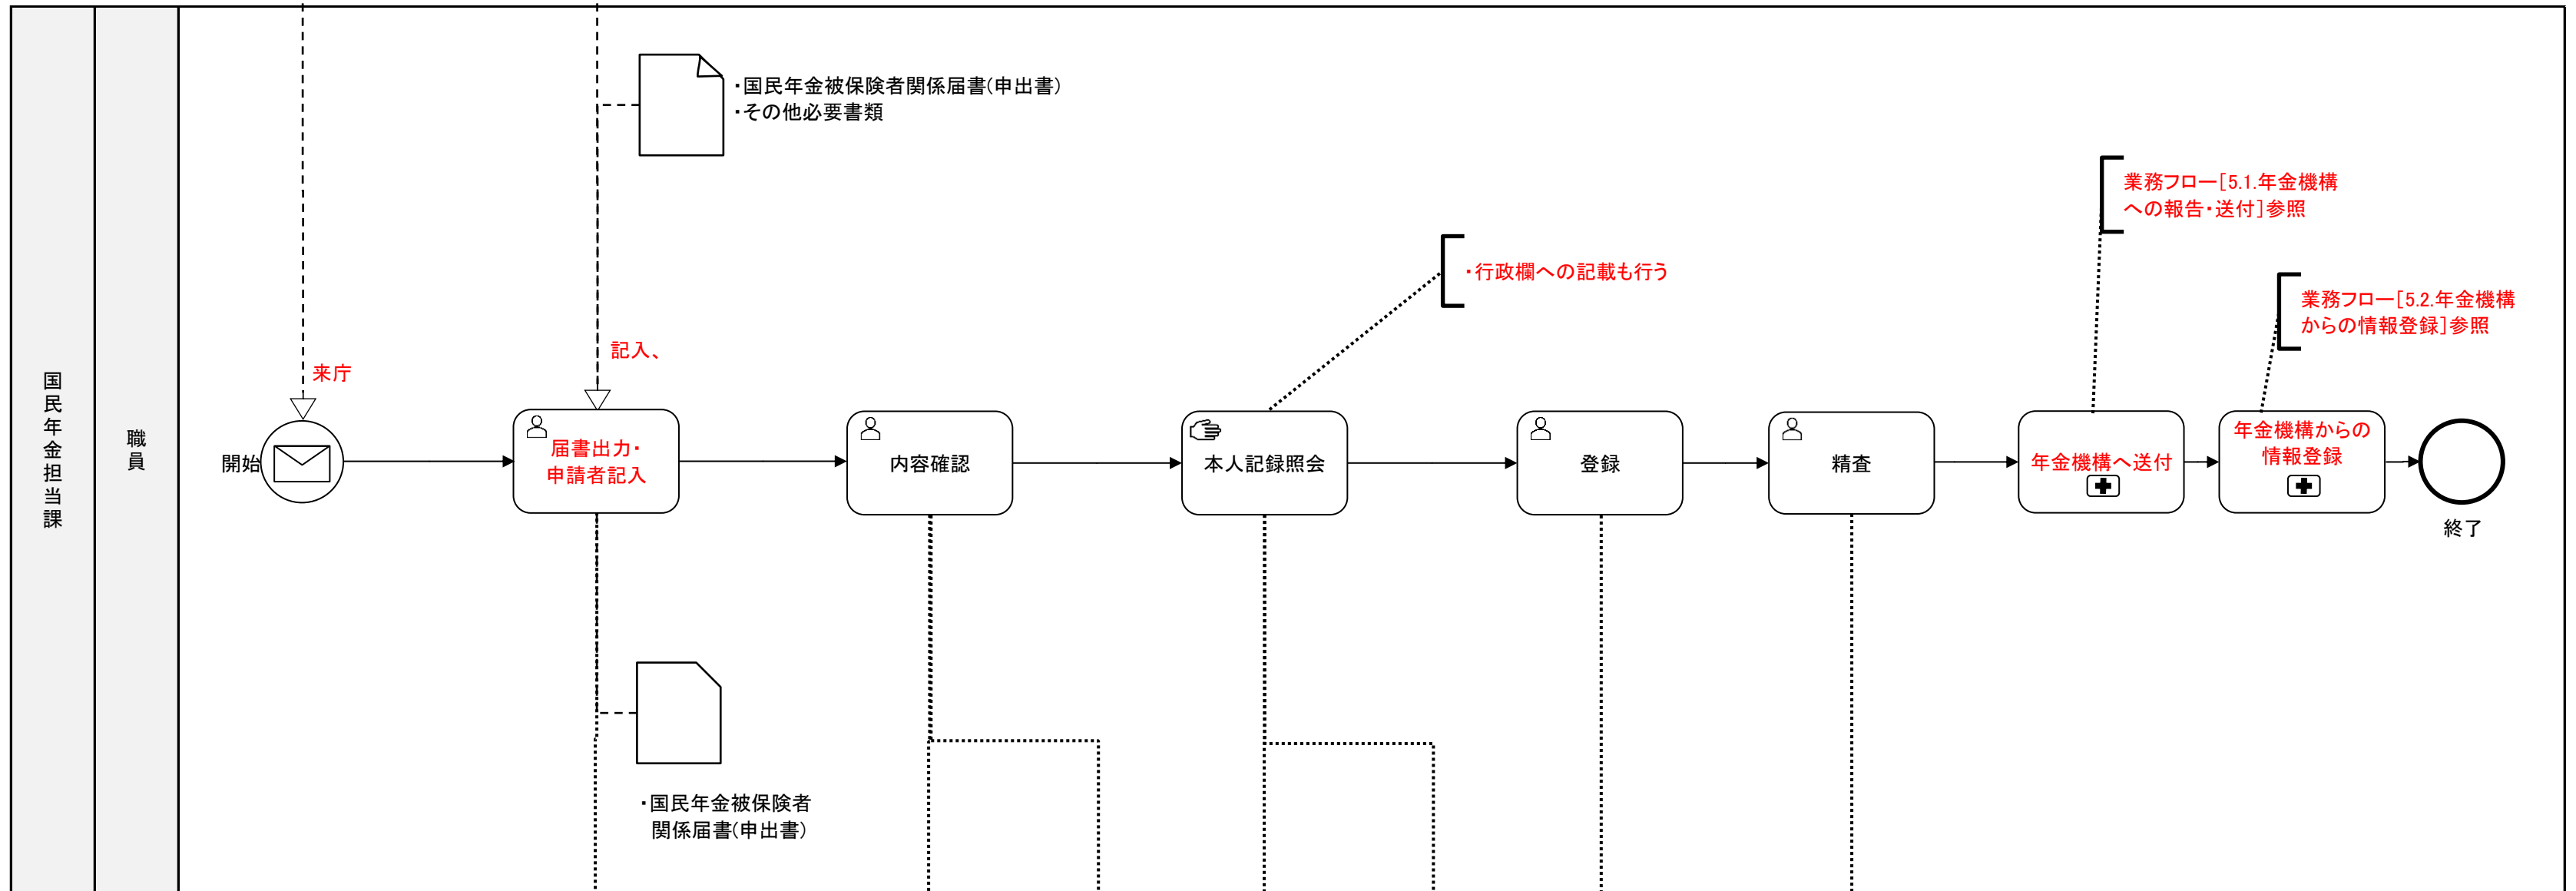 国民年金担当課
職員
・国民年金被保険者関係届書(申出書)
・その他必要書類
業務フロー[5.1.年金機構
への報告・送付]参照
・行政欄への記載も行う
業務フロー[5.2.年金機構
からの情報登録]参照
来庁
記入、
開始
届書出力・
申請者記入
内容確認
本人記録照会
登録
精査
年金機構へ送付
年金機構からの
情報登録
終了
・国民年金被保険者
関係届書(申出書)